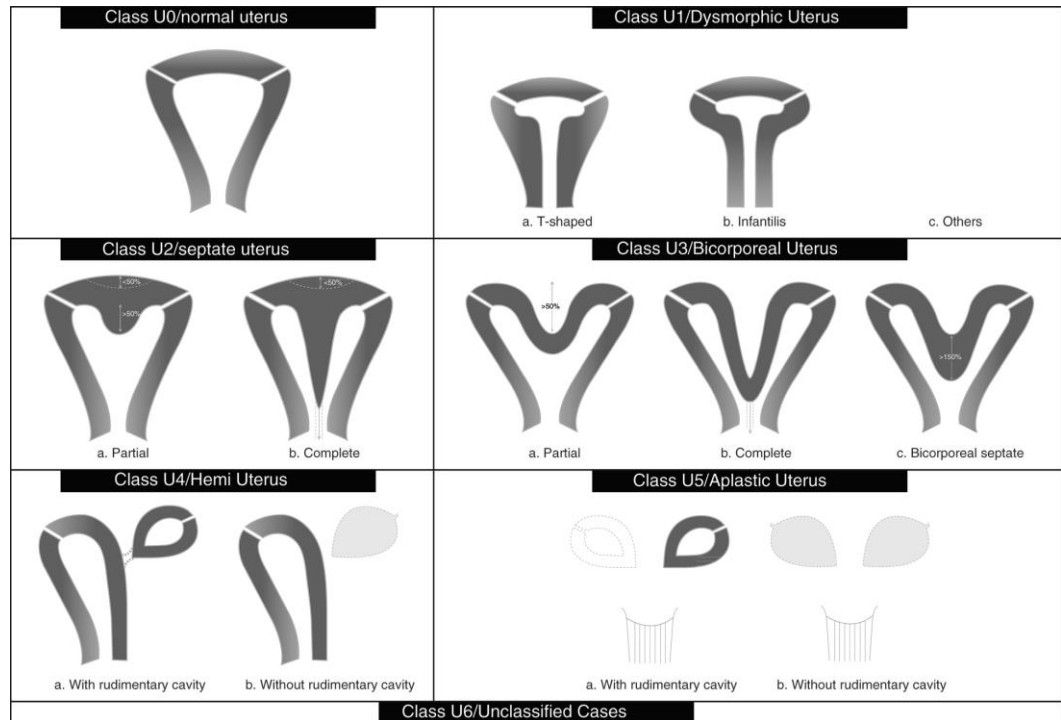 Class U0/normal uterus
Class U1/Dysmorphic Uterus
a. T-shaped
b. Infantilis
c. Others
Class U2/septate uterus
<50%
>50%
<50%
a. Partial
b. Complete
Class U3/Bicorporeal Uterus
>50%
>150%
a. Partial
b. Complete
c. Bicorporeal septate
Class U4/Hemi Uterus
a. With rudimentary cavity
b. Without rudimentary cavity
Class U5/Aplastic Uterus
a. With rudimentary cavity
b. Without rudimentary cavity
Class U6/Unclassified Cases